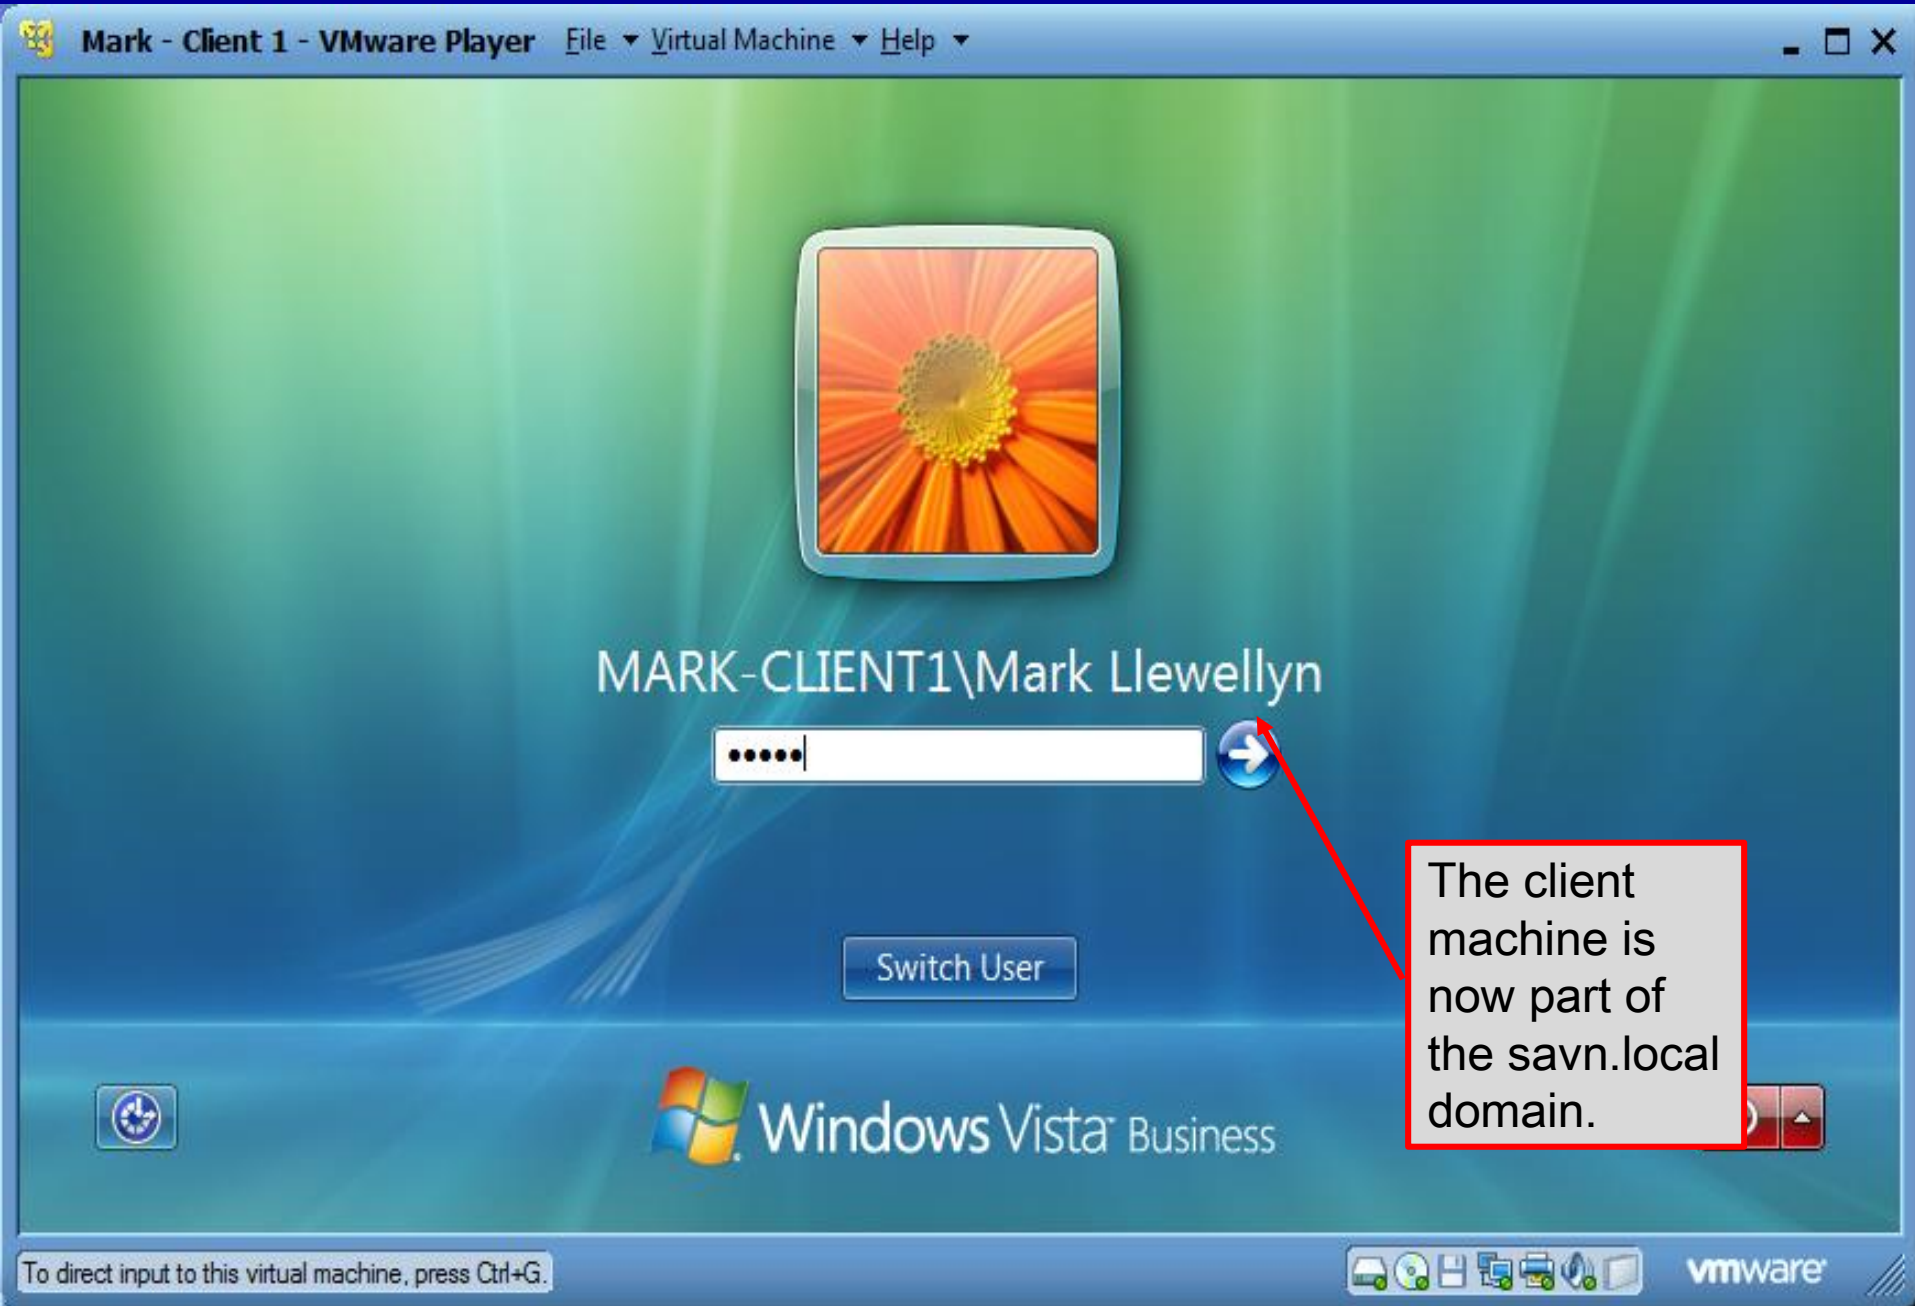 Mark - Client 1 - VMware Player File Virtual Machine Help
MARK-CLIENT1\Mark Llewellyn
•••••
Switch User
The client
machine is
now part of
the savn.local
domain.
Windows Vista Business
To direct input to this virtual machine, press Ctrl+G.
vmware